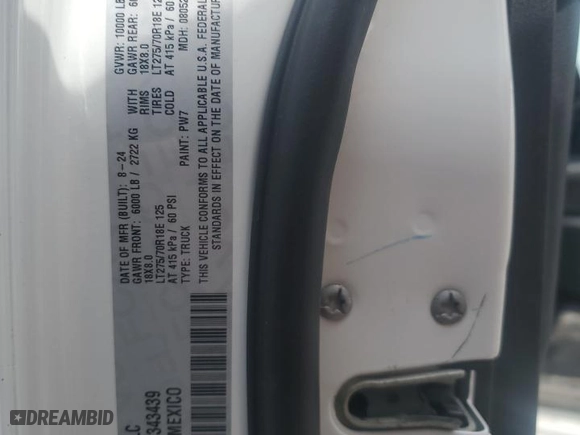 LC
343439
MEXICO
DATE OF MFR (BUILT): 8-24
GVWR: 10000 LB
GAWR FRONT: 6000 LB / 2722 KG WITH
18X8.0 RIMS
LT275/70R18E 125 TIRES
AT 415 kPa / 60 PSI COLD
GAWR REAR:
18X8.0
LT275/70R18E
AT 415 kPa / 60
TYPE: TRUCK
PAINT: PW7
MDH: 0805
THIS VEHICLE CONFORMS TO ALL APPLICABLE U.S.A. FEDERAL
STANDARDS IN EFFECT ON THE DATE OF MANUFACTUR
DREAMBID